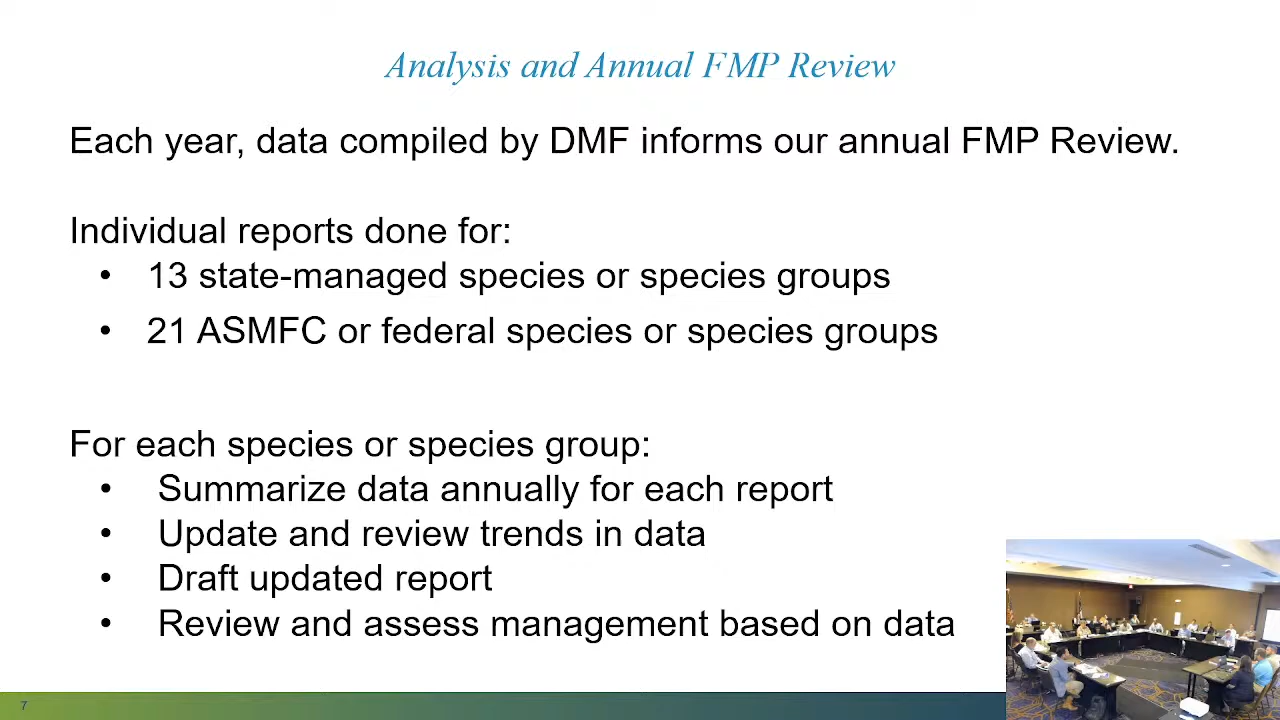 Analysis and Annual FMP Review
Each year, data compiled by DMF informs our annual FMP Review.
Individual reports done for:
• 13 state-managed species or species groups
• 21 ASMFC or federal species or species groups
For each species or species group:
• Summarize data annually for each report
• Update and review trends in data
• Draft updated report
• Review and assess management based on data
7